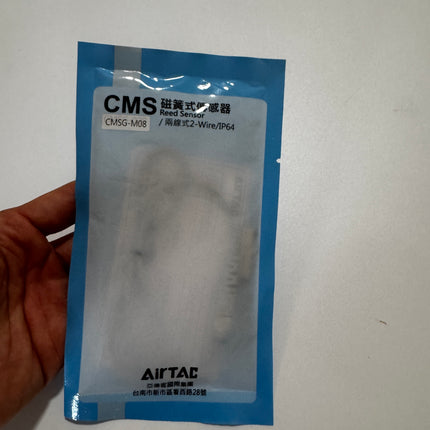 CMS 磁簧式傳感器
Reed Sensor
CMSG-M08 / 兩線式2-Wire/IP64
AirTAC
亞德客國際集團
台南市新市區看西路28號